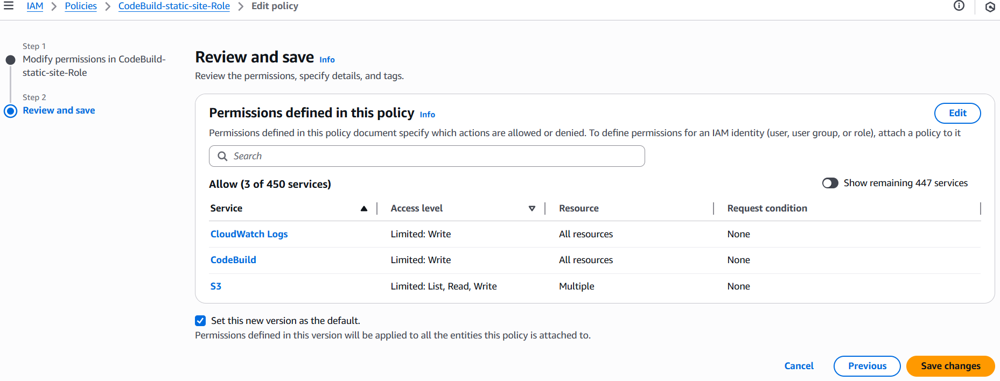 IAM > Policies > CodeBuild-static-site-Role > Edit policy
Step 1
Modify permissions in CodeBuild-
static-site-Role
Step 2
Review and save
Review and save Info
Review the permissions, specify details, and tags.
Permissions defined in this policy Info
Edit
Permissions defined in this policy document specify which actions are allowed or denied. To define permissions for an IAM identity (user, user group, or role), attach a policy to it
Search
Allow (3 of 450 services)
Show remaining 447 services
Service Access level Resource Request condition
CloudWatch Logs Limited: Write All resources None
CodeBuild Limited: Write All resources None
S3 Limited: List, Read, Write Multiple None
Set this new version as the default.
Permissions defined in this version will be applied to all the entities this policy is attached to.
Cancel Previous Save changes